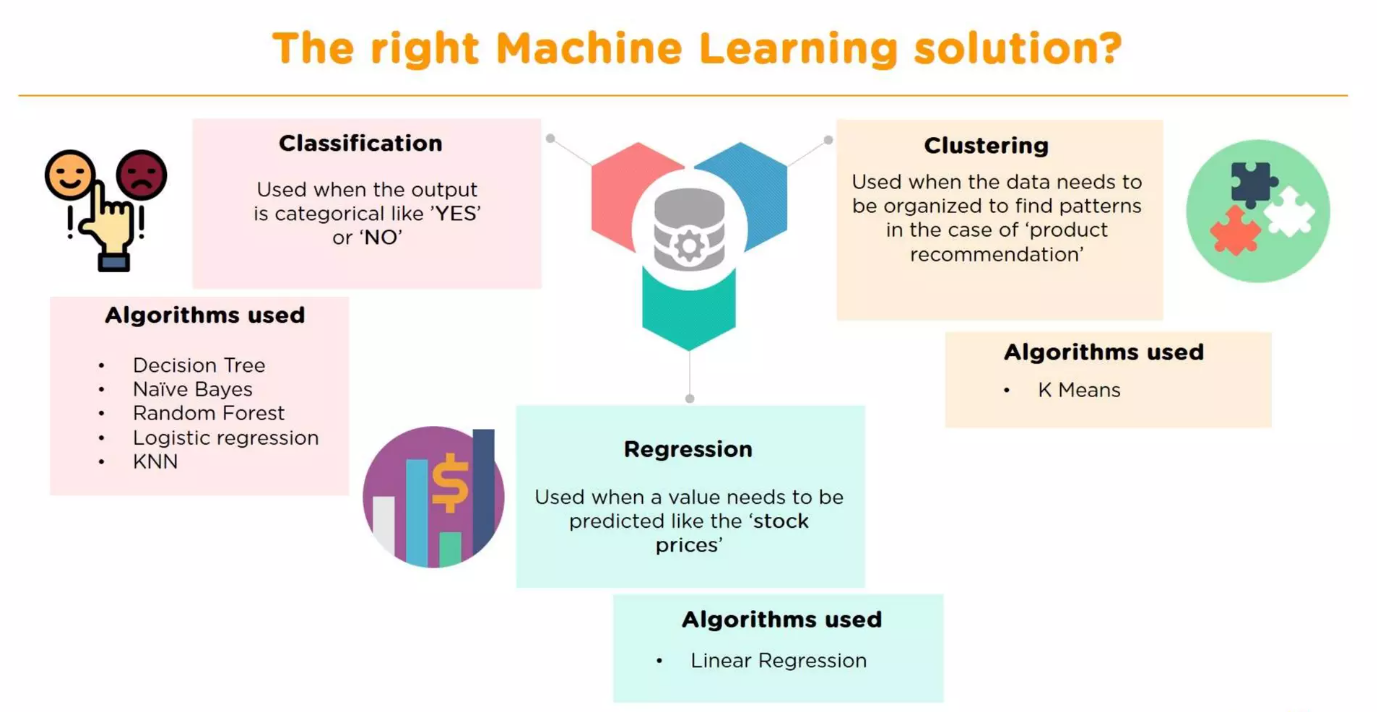 The right Machine Learning solution?
Classification
Used when the output
is categorical like ’YES’
or ‘NO’
Algorithms used
• Decision Tree
• Naïve Bayes
• Random Forest
• Logistic regression
• KNN
Clustering
Used when the data needs to
be organized to find patterns
in the case of ‘product
recommendation’
Algorithms used
• K Means
Regression
Used when a value needs to be
predicted like the ‘stock
prices’
Algorithms used
• Linear Regression
$